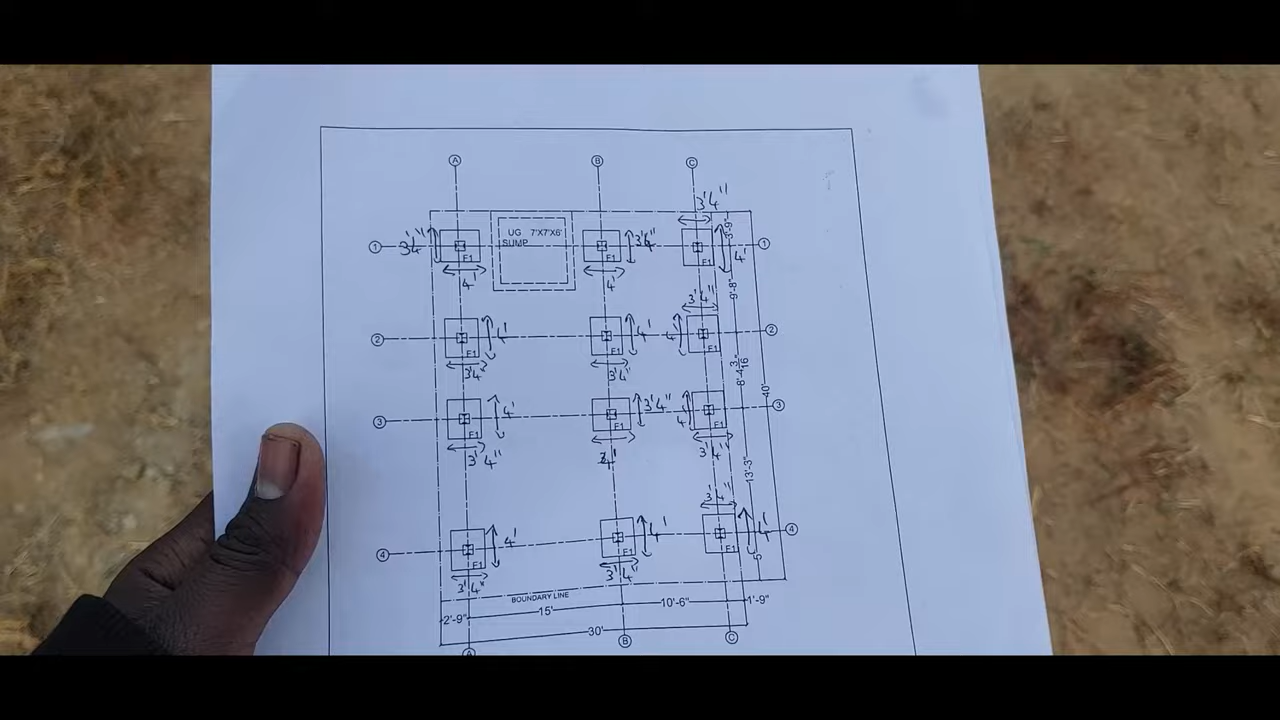 A B C
3'4"
1 3'4" F1 4' UG 7'X7'X6' SUMP F1 3'4" 4' F1 4' 3'-9" 1
9'-8"
3'4"
2 F1 4' 3'4" F1 4' 3'4" 4' F1 2
8'-4 3/16"
40'
3 F1 4' 3'4" F1 3'4" 4' 4' F1 3'4" 3
13'-3"
3'4"
4 F1 4' 3'4" F1 4' 3'4" F1 4' 4
6'
BOUNDARY LINE
2'-9" 15' 10'-6" 1'-9"
30'
A B C